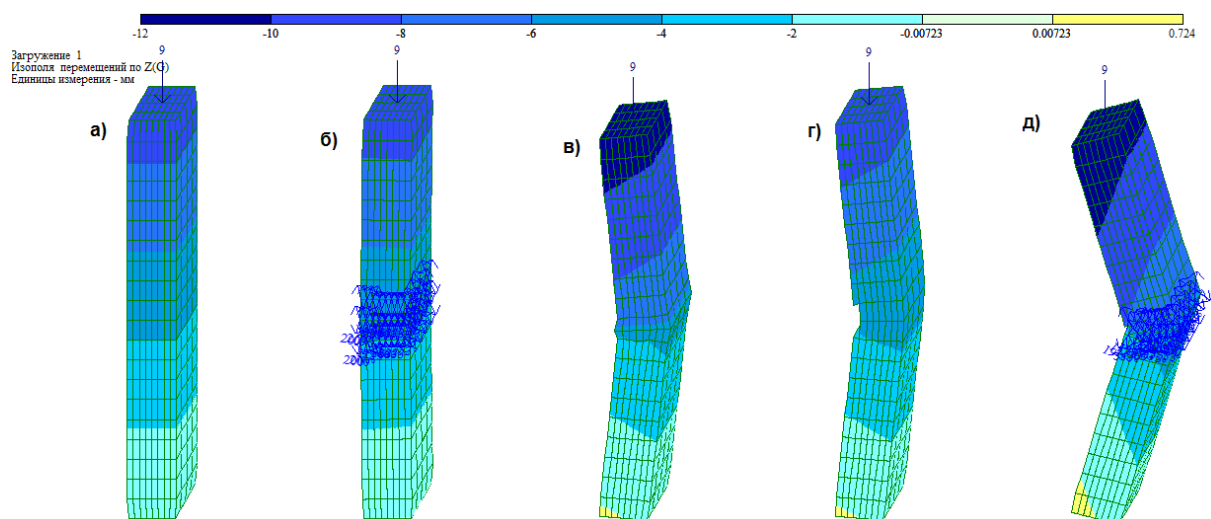 -12 -10 -8 -6 -4 -2 -0.00723 0.00723 0.724
Загружение 1
Изополя перемещений по Z(G)
Единицы измерения - мм
9 9 9 9 9
а) б) в) г) д)